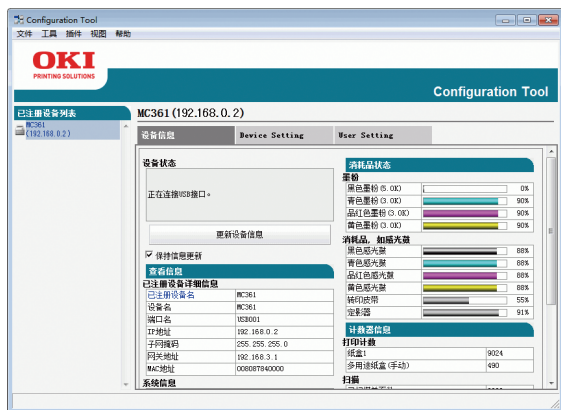 Configuration Tool
文件 工具 插件 视图 帮助
OKI
PRINTING SOLUTIONS
Configuration Tool
已注册设备列表
MC361
(192.168.0.2)
MC361(192.168.0.2)
设备信息 Device Setting User Setting
设备状态
正在连接USB接口。
更新设备信息
保持信息更新
查看信息
已注册设备详细信息
已注册设备名 MC361
设备名 MC361
端口名 USB001
IP地址 192.168.0.2
子网掩码 255.255.255.0
网关地址 192.168.3.1
MAC地址 008087840000
系统信息
消耗品状态
墨粉
黑色墨粉(5.0K) 0%
青色墨粉(3.0K) 90%
品红色墨粉(3.0K) 90%
黄色墨粉(3.0K) 90%
消耗品, 如感光鼓
黑色感光鼓 88%
青色感光鼓 88%
品红色感光鼓 88%
黄色感光鼓 88%
转印皮带 55%
定影器 91%
计数器信息
打印计数
纸盒1 9024
多用途纸盒(手动) 490
扫描